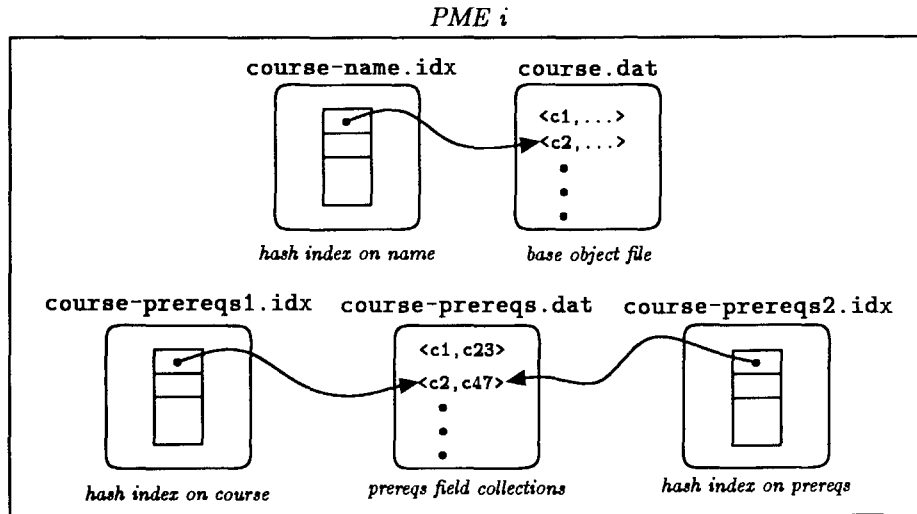 PME i
course-name.idx course.dat
<c1,...>
<c2,...>
hash index on name base object file
course-prereqs1.idx course-prereqs.dat course-prereqs2.idx
<c1,c23>
<c2,c47>
hash index on course prereqs field collections hash index on prereqs